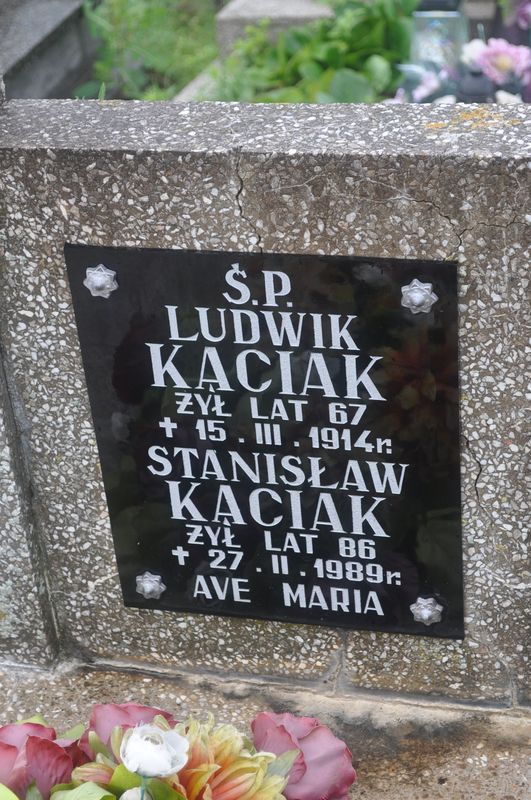 Ś.P.
LUDWIK
KĄCIAK
ŻYŁ LAT 67
+ 15. III. 1914r.
STANISŁAW
KĄCIAK
ŻYŁ LAT 86
+ 27. II. 1989r.
AVE MARIA